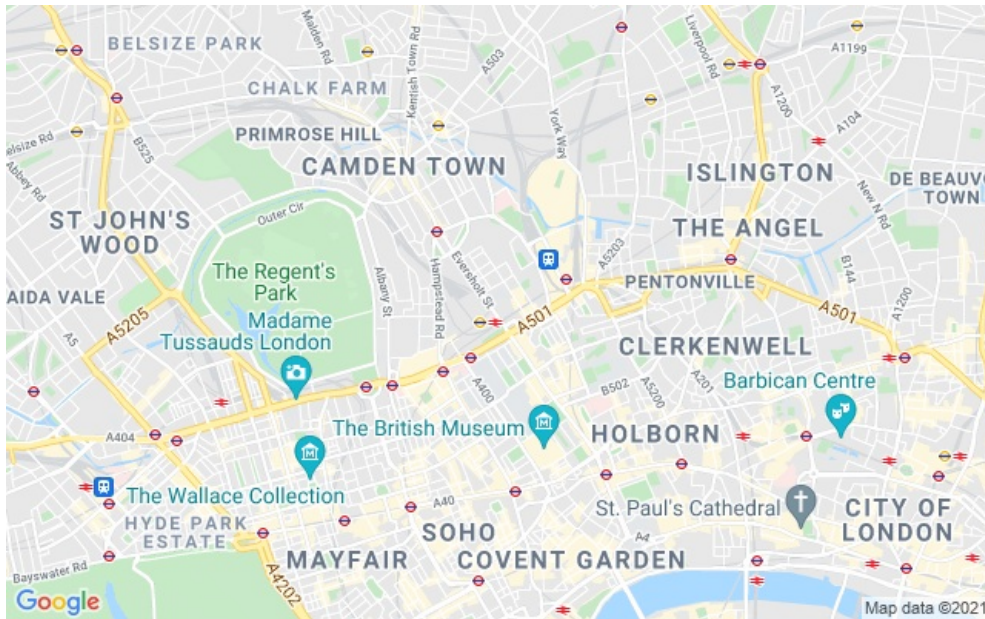 Malden Rd
Kentish Town Rd
A503
Liverpool Rd
A1199
BELSIZE PARK
CHALK FARM
A1200
A104
York Way
PRIMROSE HILL
elsize Rd
B525
Abbey Rd
CAMDEN TOWN
ISLINGTON
DE BEAUV
TOWN
New N Rd
ST JOHN'S
WOOD
Outer Cir
THE ANGEL
A5203
B144
Eversholt St
Hampstead Rd
Albany St
The Regent's
Park
PENTONVILLE
AIDA VALE
A1200
A5205
A5
Madame
Tussauds London
A501
A501
CLERKENWELL
A400
B502
A5200
A201
Barbican Centre
A404
The British Museum
HOLBORN
The Wallace Collection
A40
St. Paul's Cathedral
CITY OF
LONDON
HYDE PARK
ESTATE
SOHO
A4
MAYFAIR
COVENT GARDEN
Bayswater Rd
A4202
Google
Map data ©2021